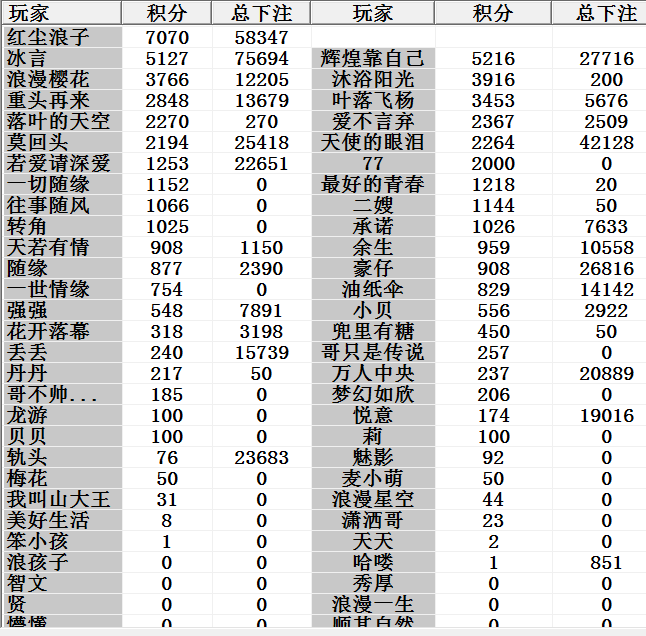 玩家 积分 总下注 玩家 积分 总下注
红尘浪子 7070 58347
冰言 5127 75694 辉煌靠自己 5216 27716
浪漫樱花 3766 12205 沐浴阳光 3916 200
重头再来 2848 13679 叶落飞杨 3453 5676
落叶的天空 2270 270 爱不言弃 2367 2509
莫回头 2194 25418 天使的眼泪 2264 42128
若爱请深爱 1253 22651 77 2000 0
一切随缘 1152 0 最好的青春 1218 20
往事随风 1066 0 二嫂 1144 50
转角 1025 0 承诺 1026 7633
天若有情 908 1150 余生 959 10558
随缘 877 2390 豪仔 908 26816
一世情缘 754 0 油纸伞 829 14142
强强 548 7891 小贝 556 2922
花开落幕 318 3198 兜里有糖 450 50
丢丢 240 15739 哥只是传说 257 0
丹丹 217 50 万人中央 237 20889
哥不帅... 185 0 梦幻如欣 206 0
龙游 100 0 悦意 174 19016
贝贝 100 0 莉 100 0
轨头 76 23683 魅影 92 0
梅花 50 0 麦小萌 50 0
我叫山大王 31 0 浪漫星空 44 0
美好生活 8 0 潇洒哥 23 0
笨小孩 1 0 天天 2 0
浪孩子 0 0 哈喽 1 851
智文 0 0 秀厚 0 0
贤 0 0 浪漫一生 0 0
懵懂 0 0 顺其自然 0 0